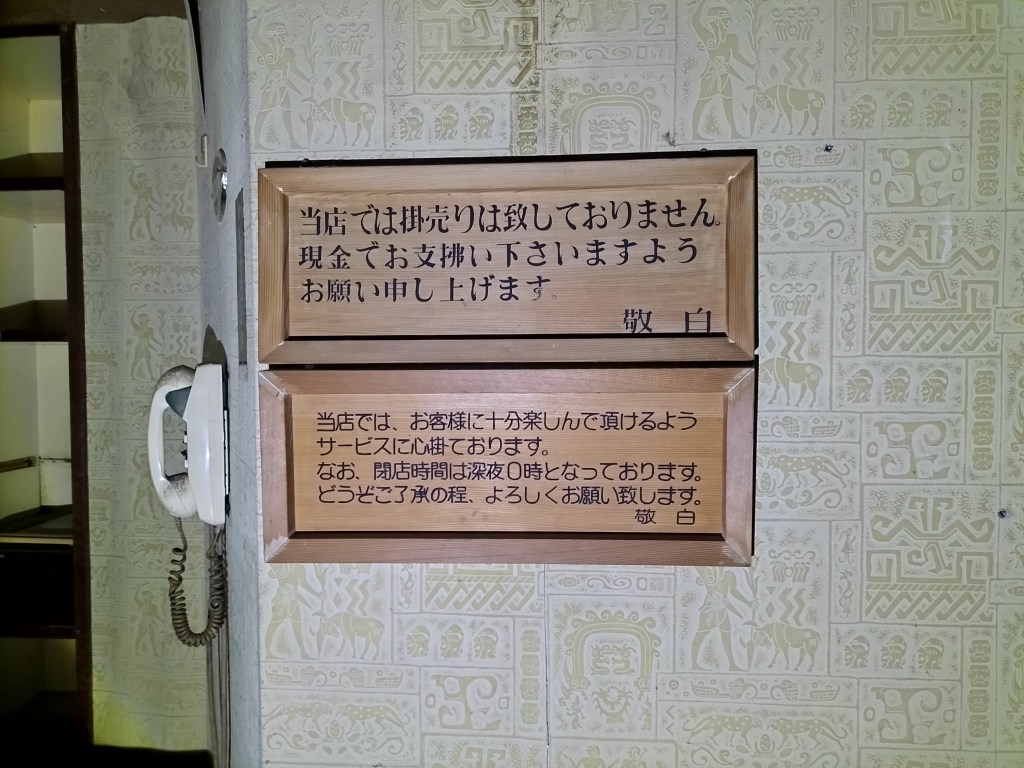 当店では掛売りは致しておりません。
現金でお支拂い下さいますよう
お願い申し上げます。
敬 白
当店では、お客様に十分楽しんで頂けるよう
サービスに心掛ております。
なお、閉店時間は深夜0時となっております。
どうぞご了承の程、よろしくお願い致します。
敬 白